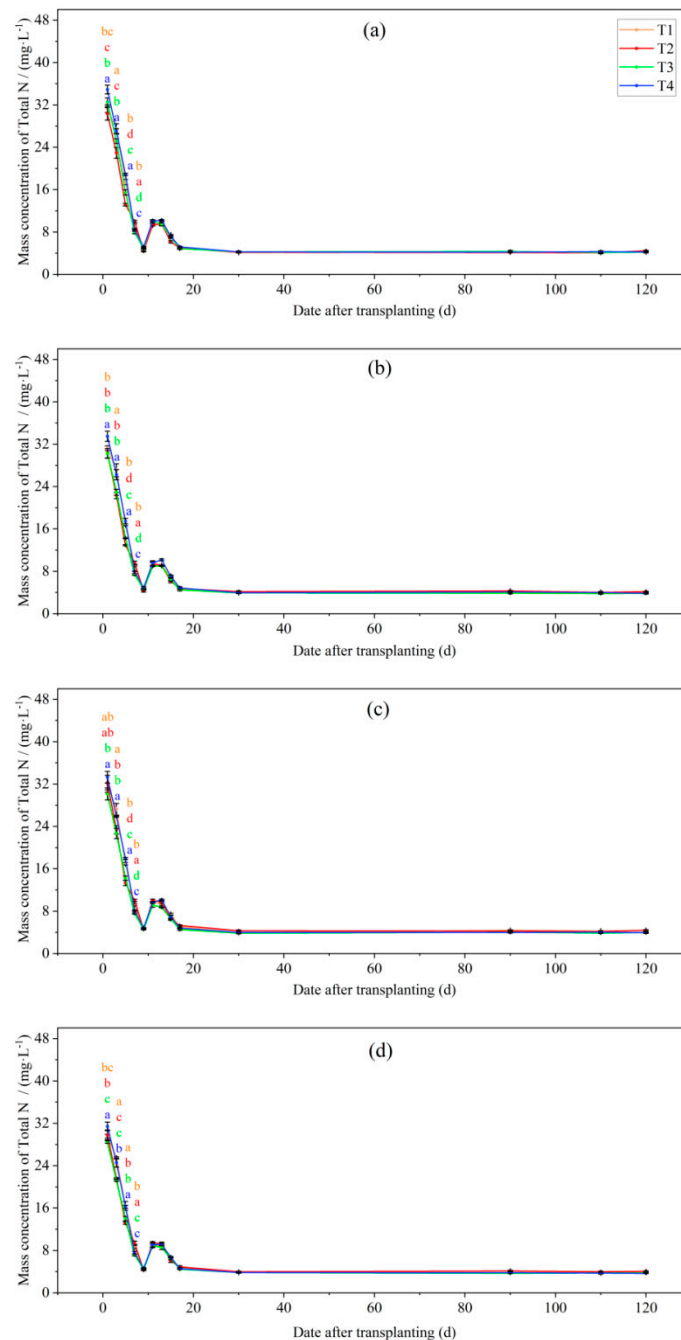 (a)
T1
T2
T3
T4
Mass concentration of Total N / (mg·L⁻¹)
48
40
32
24
16
8
0
bc
c
b
a
a
c
b
a
b
d
c
a
b
a
d
c
0 20 40 60 80 100 120
Date after transplanting (d)
(b)
Mass concentration of Total N / (mg·L⁻¹)
48
40
32
24
16
8
0
b
b
b
a
a
b
b
a
b
d
c
a
b
a
d
c
0 20 40 60 80 100 120
Date after transplanting (d)
(c)
Mass concentration of Total N / (mg·L⁻¹)
48
40
32
24
16
8
0
ab
ab
b
a
a
b
b
a
b
d
c
a
b
a
d
c
0 20 40 60 80 100 120
Date after transplanting (d)
(d)
Mass concentration of Total N / (mg·L⁻¹)
48
40
32
24
16
8
0
bc
b
c
a
a
c
c
b
a
b
b
a
b
a
c
c
0 20 40 60 80 100 120
Date after transplanting (d)